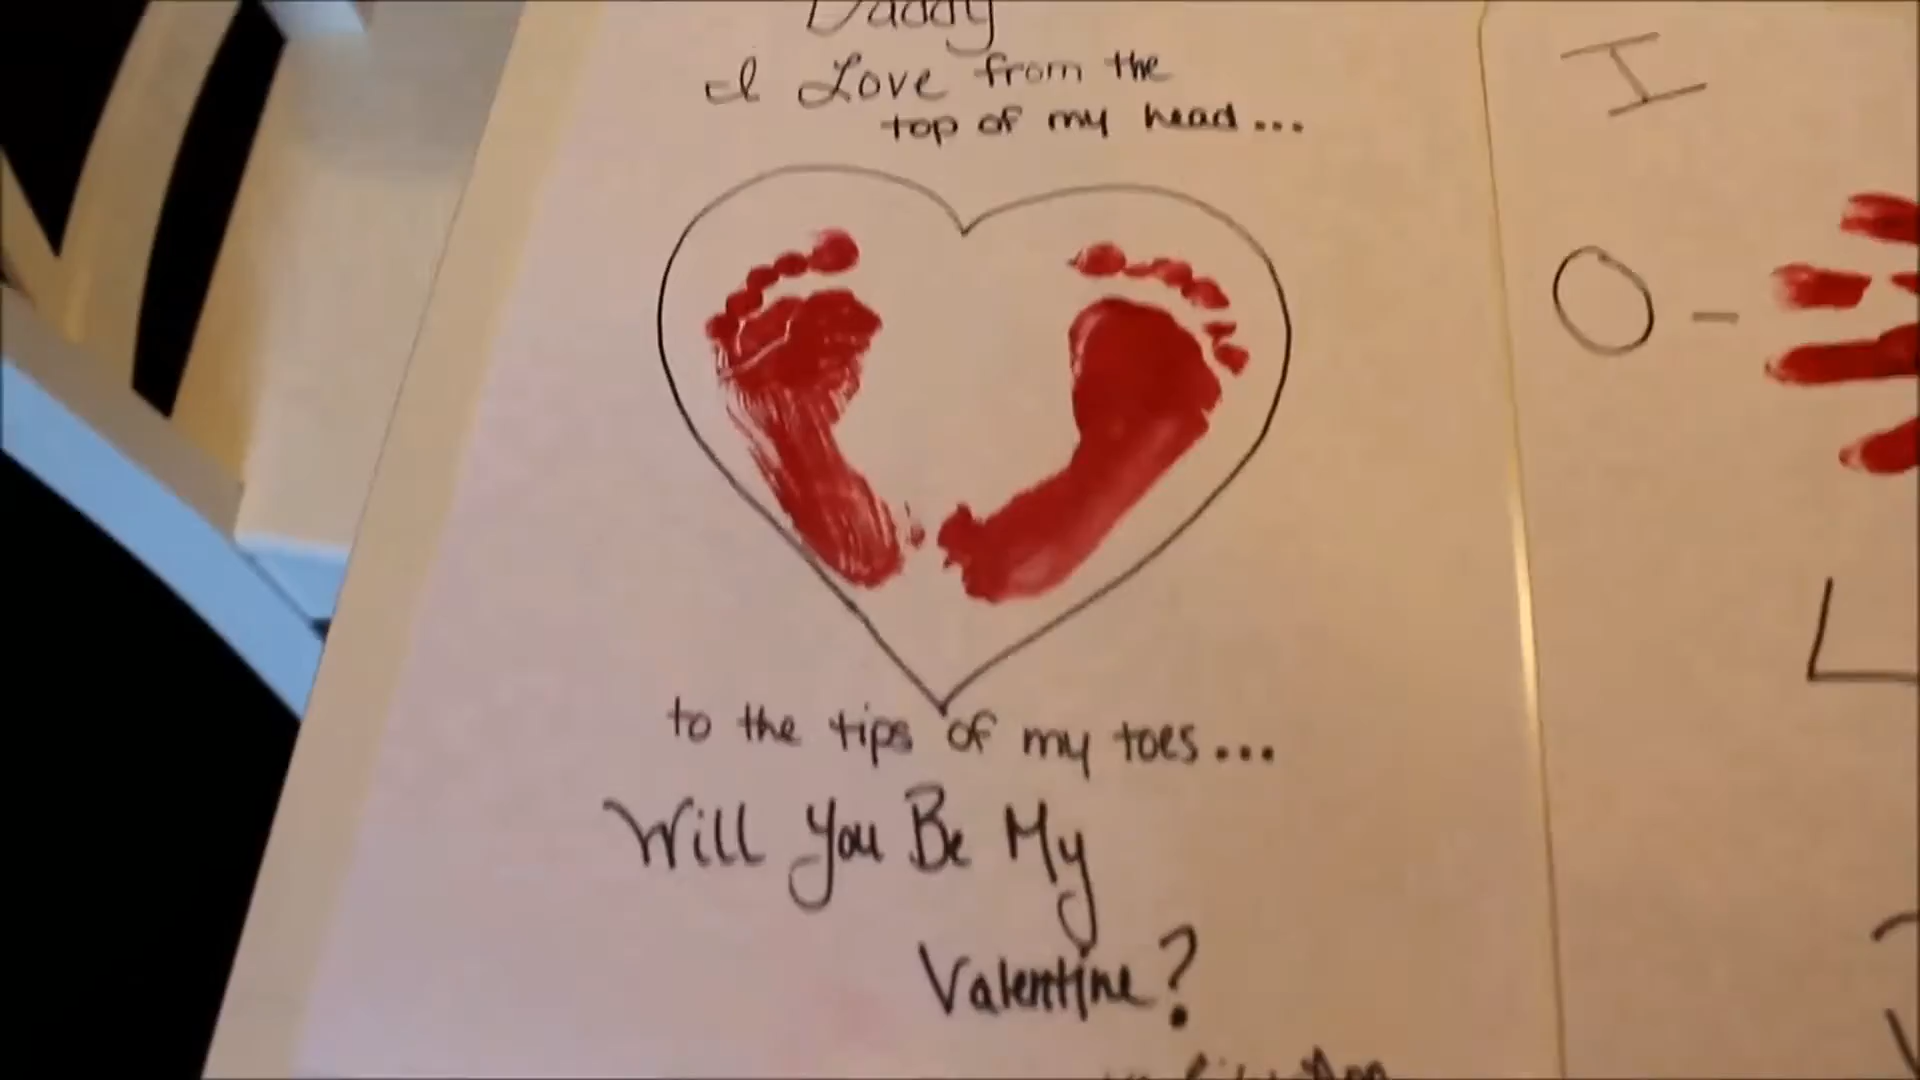 Daddy
I Love from the
top of my head...
to the tips of my toes...
Will You Be My
Valentine?
I
O -
L